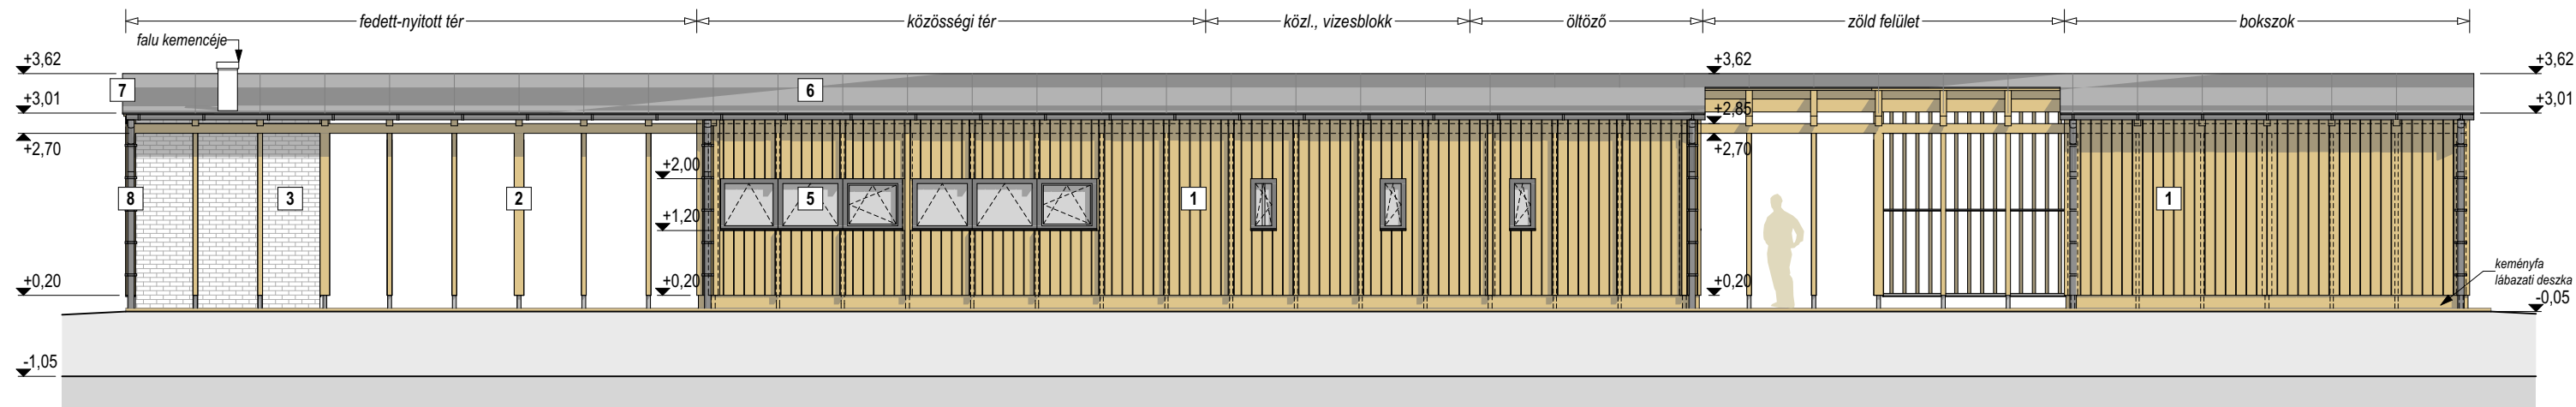 fedett-nyitott tér közösségi tér közl., vizesblokk öltöző zöld felület bokszok
falu kemencéje
+3,62 +3,62 +3,62
7 6
+3,01 +2,85 +3,01
+2,70 +2,70
+2,00
8 3 2 5 1 1
+1,20
keményfa
+0,20 +0,20 +0,20 lábazati deszka
-0,05
-1,05